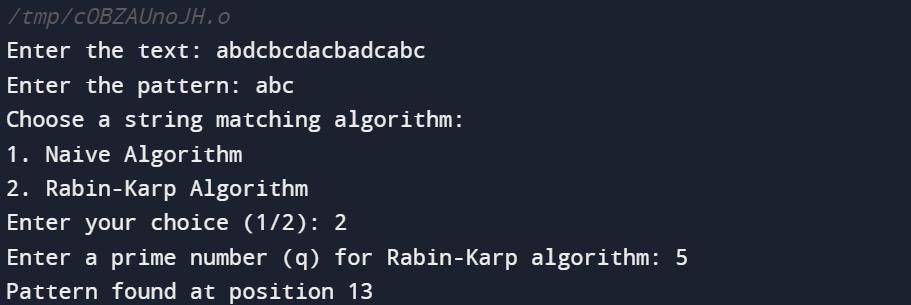 /tmp/cOBZAUnoJH.o
Enter the text: abdcbcdacbadcabc
Enter the pattern: abc
Choose a string matching algorithm:
1. Naive Algorithm
2. Rabin-Karp Algorithm
Enter your choice (1/2): 2
Enter a prime number (q) for Rabin-Karp algorithm: 5
Pattern found at position 13